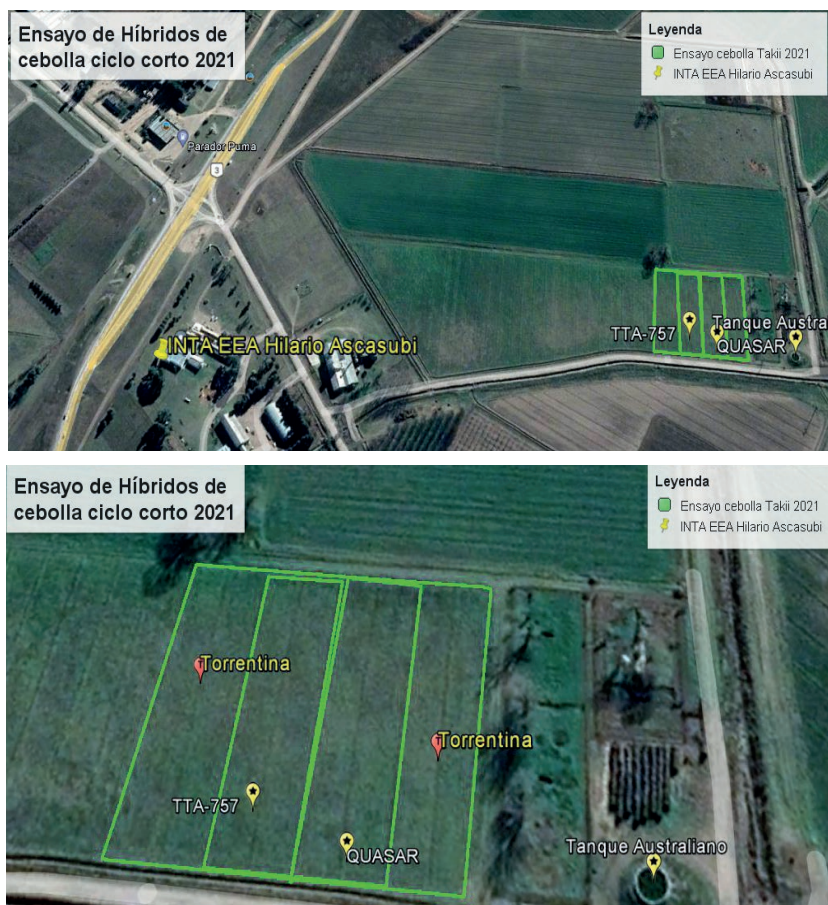 Ensayo de Híbridos de
cebolla ciclo corto 2021
Leyenda
Ensayo cebolla Takii 2021
INTA EEA Hilario Ascasubi
Parador Puma
3
TTA-757
Tanque Austra
QUASAR
INTA EEA Hilario Ascasubi
Ensayo de Híbridos de
cebolla ciclo corto 2021
Leyenda
Ensayo cebolla Takii 2021
INTA EEA Hilario Ascasubi
Torrentina
Torrentina
TTA-757
QUASAR
Tanque Australiano